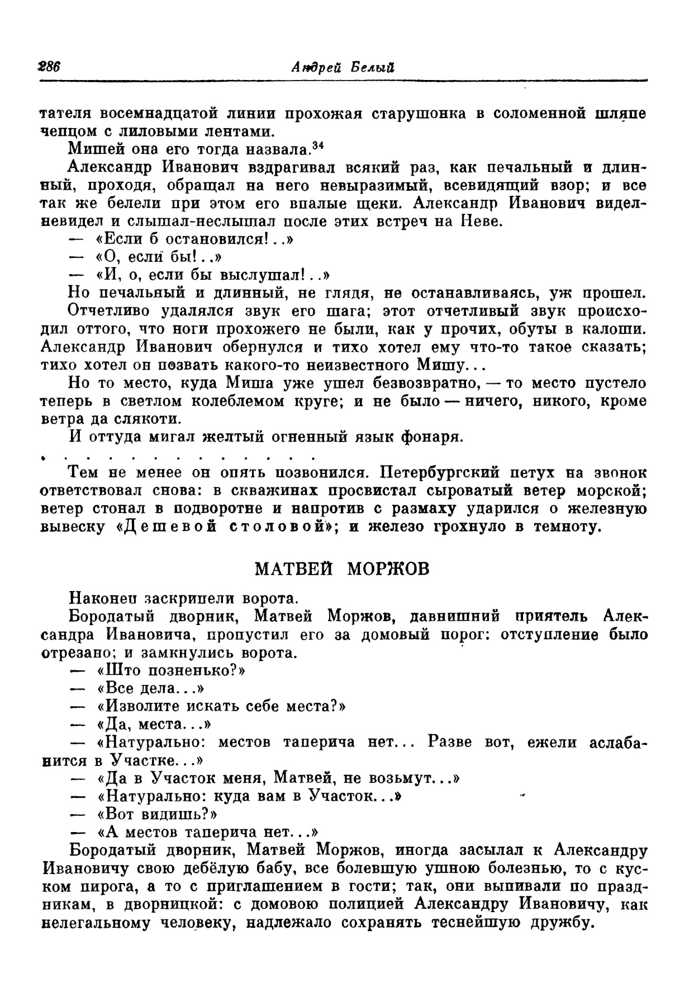 286
Андрей Белый
тателя восемнадцатой линии прохожая старушонка в соломенной шляпе
чепцом с лиловыми лентами.
Мишей она его тогда назвала.³⁴
Александр Иванович вздрагивал всякий раз, как печальный и длин-
ный, проходя, обращал на него невыразимый, всевидящий взор; и все
так же белели при этом его впалые щеки. Александр Иванович видел-
невидел и слышал-неслышал после этих встреч на Неве.
— «Если б остановился!..»
— «О, если бы!..»
— «И, о, если бы выслушал!..»
Но печальный и длинный, не глядя, не останавливаясь, уж прошел.
Отчетливо удалялся звук его шага; этот отчетливый звук происхо-
дил оттого, что ноги прохожего не были, как у прочих, обуты в калоши.
Александр Иванович обернулся и тихо хотел ему что-то такое сказать;
тихо хотел он позвать какого-то неизвестного Мишу...
Но то место, куда Миша уже ушел безвозвратно, — то место пустело
теперь в светлом колеблемом круге; и не было — ничего, никого, кроме
ветра да слякоти.
И оттуда мигал желтый огненный язык фонаря.
. . . . . . . . . . . . .
Тем не менее он опять позвонился. Петербургский петух на звонок
ответствовал снова: в скважинах просвистал сыроватый ветер морской;
ветер стонал в подворотне и напротив с размаху ударился о железную
вывеску «Дешевой столовой»; и железо грохнуло в темноту.
МАТВЕЙ МОРЖОВ
Наконец заскрипели ворота.
Бородатый дворник, Матвей Моржов, давнишний приятель Алек-
сандра Ивановича, пропустил его за домовый порог: отступление было
отрезано; и замкнулись ворота.
— «Што позненько?»
— «Все дела...»
— «Изволите искать себе места?»
— «Да, места...»
— «Натурально: местов таперича нет... Разве вот, ежели аслаба-
нится в Участке...»
— «Да в Участок меня, Матвей, не возьмут...»
— «Натурально: куда вам в Участок...»
— «Вот видишь?»
— «А местов таперича нет...»
Бородатый дворник, Матвей Моржов, иногда засылал к Александру
Ивановичу свою дебёлую бабу, все болевшую ушною болезнью, то с кус-
ком пирога, а то с приглашением в гости; так, они выпивали по празд-
никам, в дворницкой: с домовою полицией Александру Ивановичу, как
нелегальному человеку, надлежало сохранять теснейшую дружбу.